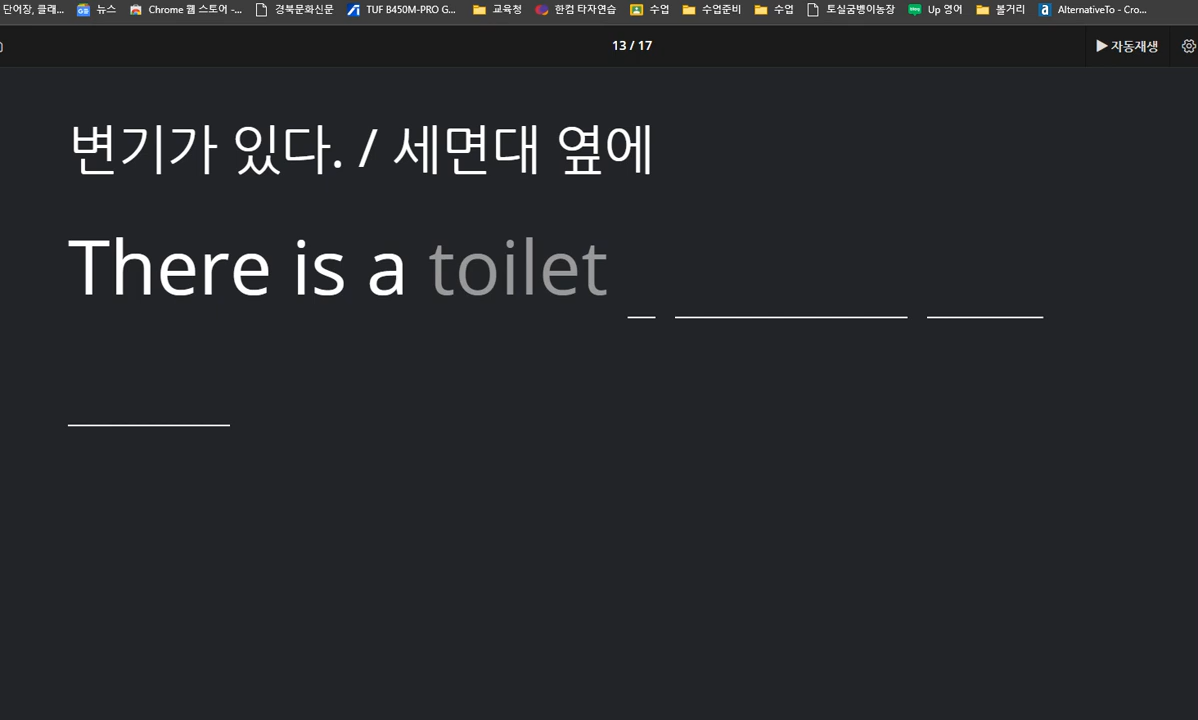 단어장, 클래... 뉴스 Chrome 웹 스토어 -... 경북문화신문 TUF B450M-PRO G... 교육청 한컴 타자연습 수업 수업준비 수업 토실굼벵이농장 Up 영어 볼거리 AlternativeTo - Cro...
13 / 17 ▶ 자동재생
변기가 있다. / 세면대 옆에
There is a toilet